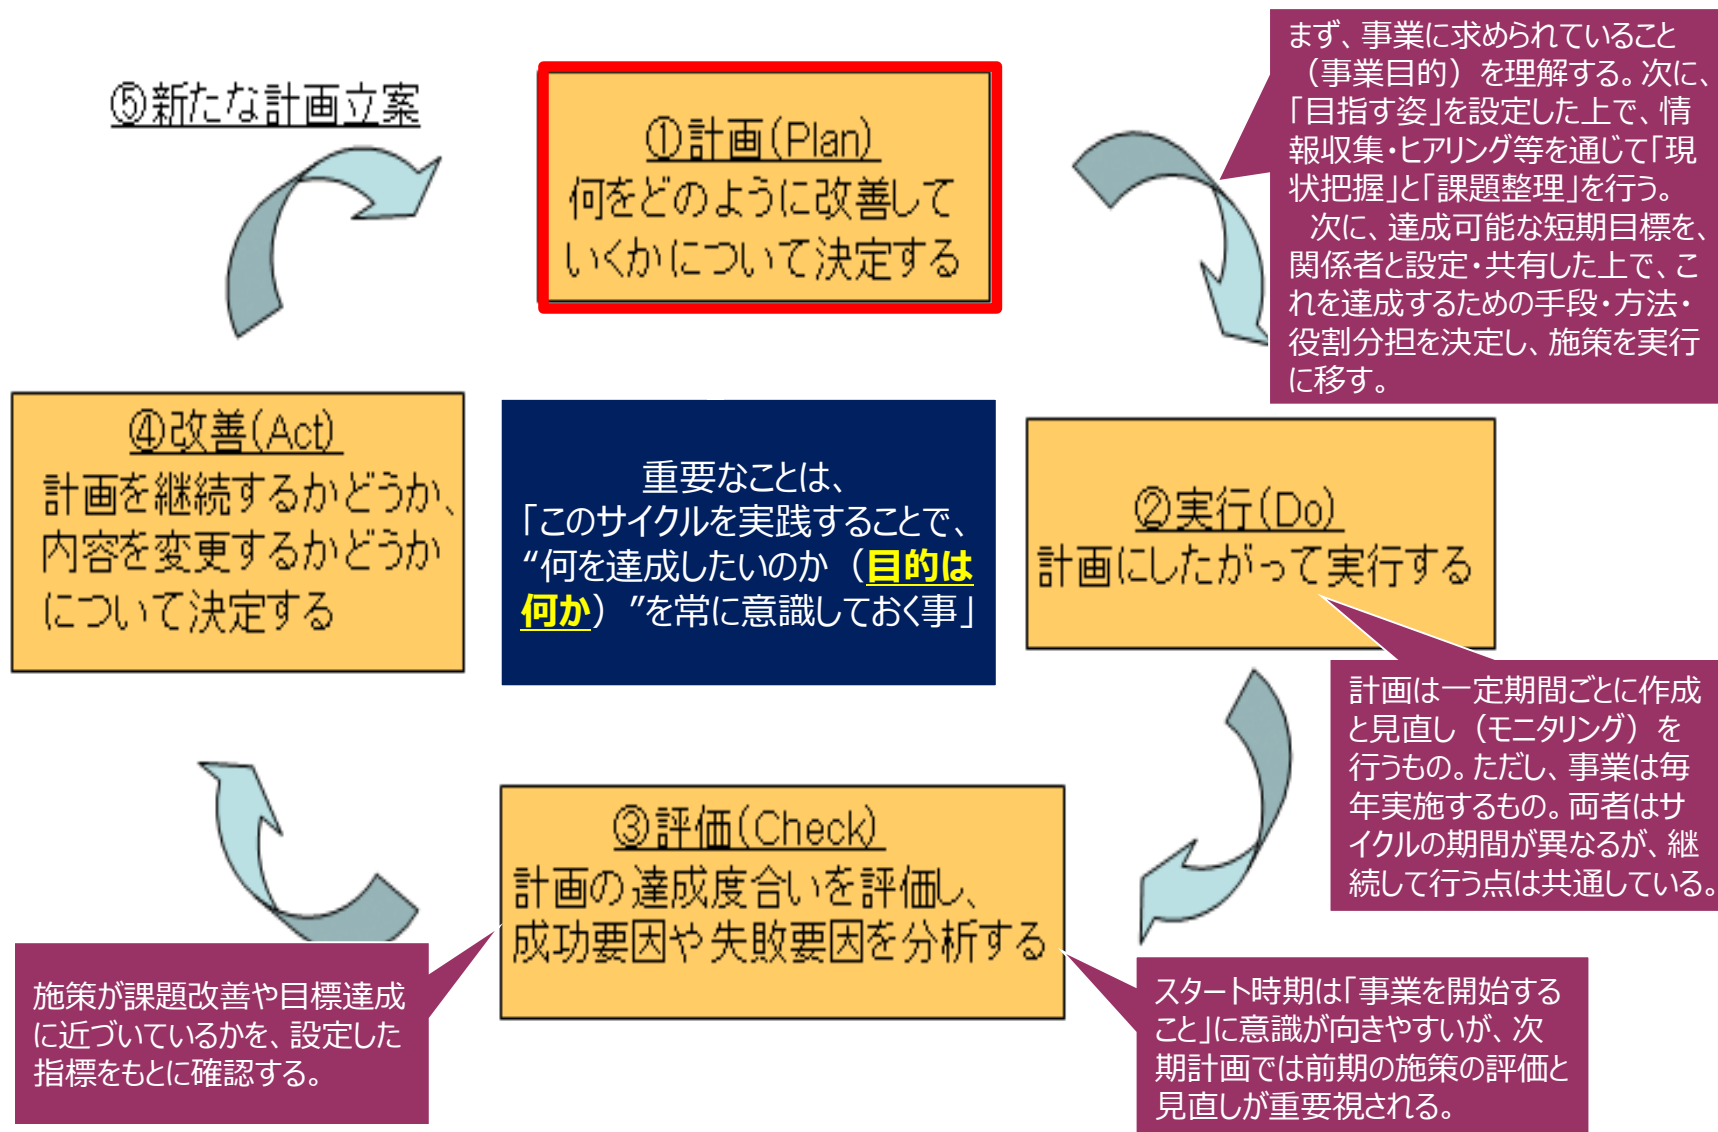 ⑤新たな計画立案
①計画(Plan)
何をどのように改善して
いくかについて決定する
まず、事業に求められていること
（事業目的）を理解する。次に、
「目指す姿」を設定した上で、情
報収集・ヒアリング等を通じて「現
状把握」と「課題整理」を行う。
次に、達成可能な短期目標を、
関係者と設定・共有した上で、こ
れを達成するための手段・方法・
役割分担を決定し、施策を実行
に移す。
④改善(Act)
計画を継続するかどうか、
内容を変更するかどうか
について決定する
重要なことは、
「このサイクルを実践することで、
“何を達成したいのか（目的は
何か）”を常に意識しておく事」
②実行(Do)
計画にしたがって実行する
計画は一定期間ごとに作成
と見直し（モニタリング）を
行うもの。ただし、事業は毎
年実施するもの。両者はサ
イクルの期間が異なるが、継
続して行う点は共通している。
③評価(Check)
計画の達成度合いを評価し、
成功要因や失敗要因を分析する
施策が課題改善や目標達成
に近づいているかを、設定した
指標をもとに確認する。
スタート時期は「事業を開始する
こと」に意識が向きやすいが、次
期計画では前期の施策の評価と
見直しが重要視される。